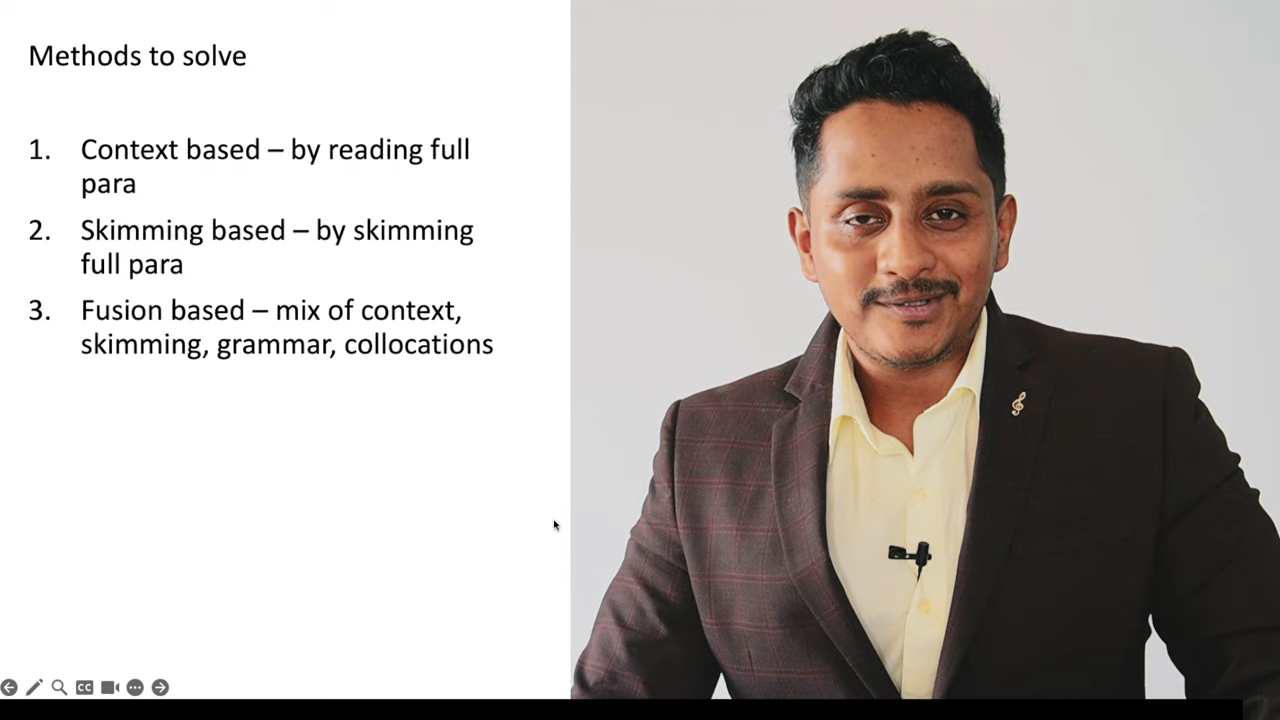 Methods to solve
1. Context based – by reading full
para
2. Skimming based – by skimming
full para
3. Fusion based – mix of context,
skimming, grammar, collocations
CC